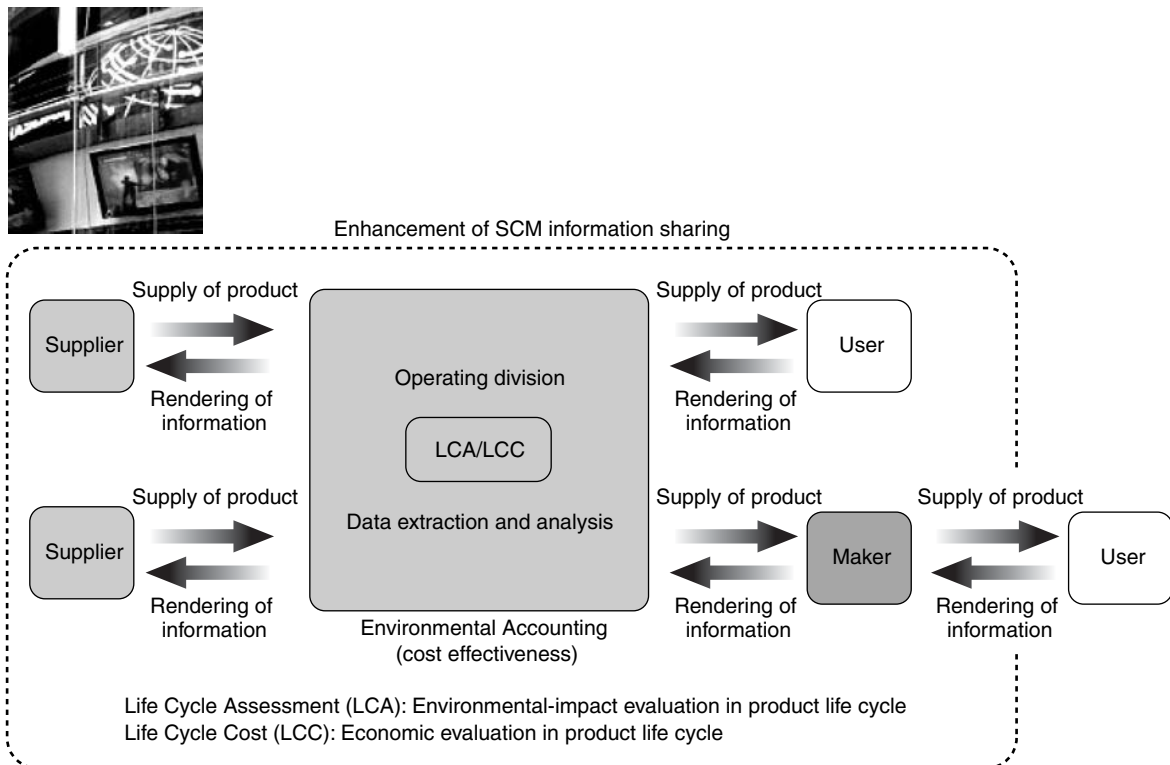 Enhancement of SCM information sharing
Supply of product
Supplier
Rendering of
information
Supply of product
Supplier
Rendering of
information
Operating division
LCA/LCC
Data extraction and analysis
Environmental Accounting
(cost effectiveness)
Supply of product
User
Rendering of
information
Supply of product
Maker
Rendering of
information
Supply of product
User
Rendering of
information
Life Cycle Assessment (LCA): Environmental-impact evaluation in product life cycle
Life Cycle Cost (LCC): Economic evaluation in product life cycle